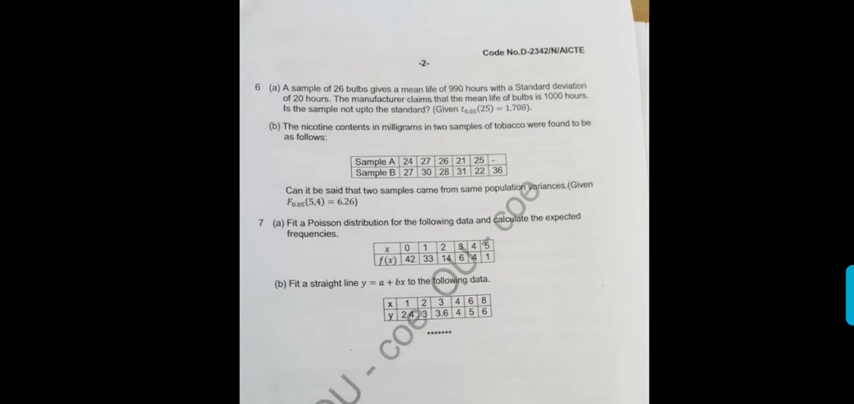 Code No.D-2342/N/AICTE
-2-
6 (a) A sample of 26 bulbs gives a mean life of 990 hours with a Standard deviation
of 20 hours. The manufacturer claims that the mean life of bulbs is 1000 hours.
Is the sample not upto the standard? (Given t₀.₀₅(25) = 1.708).
(b) The nicotine contents in milligrams in two samples of tobacco were found to be
as follows:
Sample A 24 27 26 21 25 -
Sample B 27 30 28 31 22 36
Can it be said that two samples came from same population variances.(Given
F₀.₀₅(5,4) = 6.26)
7 (a) Fit a Poisson distribution for the following data and calculate the expected
frequencies.
x 0 1 2 3 4 5
f(x) 42 33 14 6 4 1
(b) Fit a straight line y = a + bx to the following data.
x 1 2 3 4 6 8
y 2.4 3 3.6 4 5 6
*******
OU - coe OU - coe